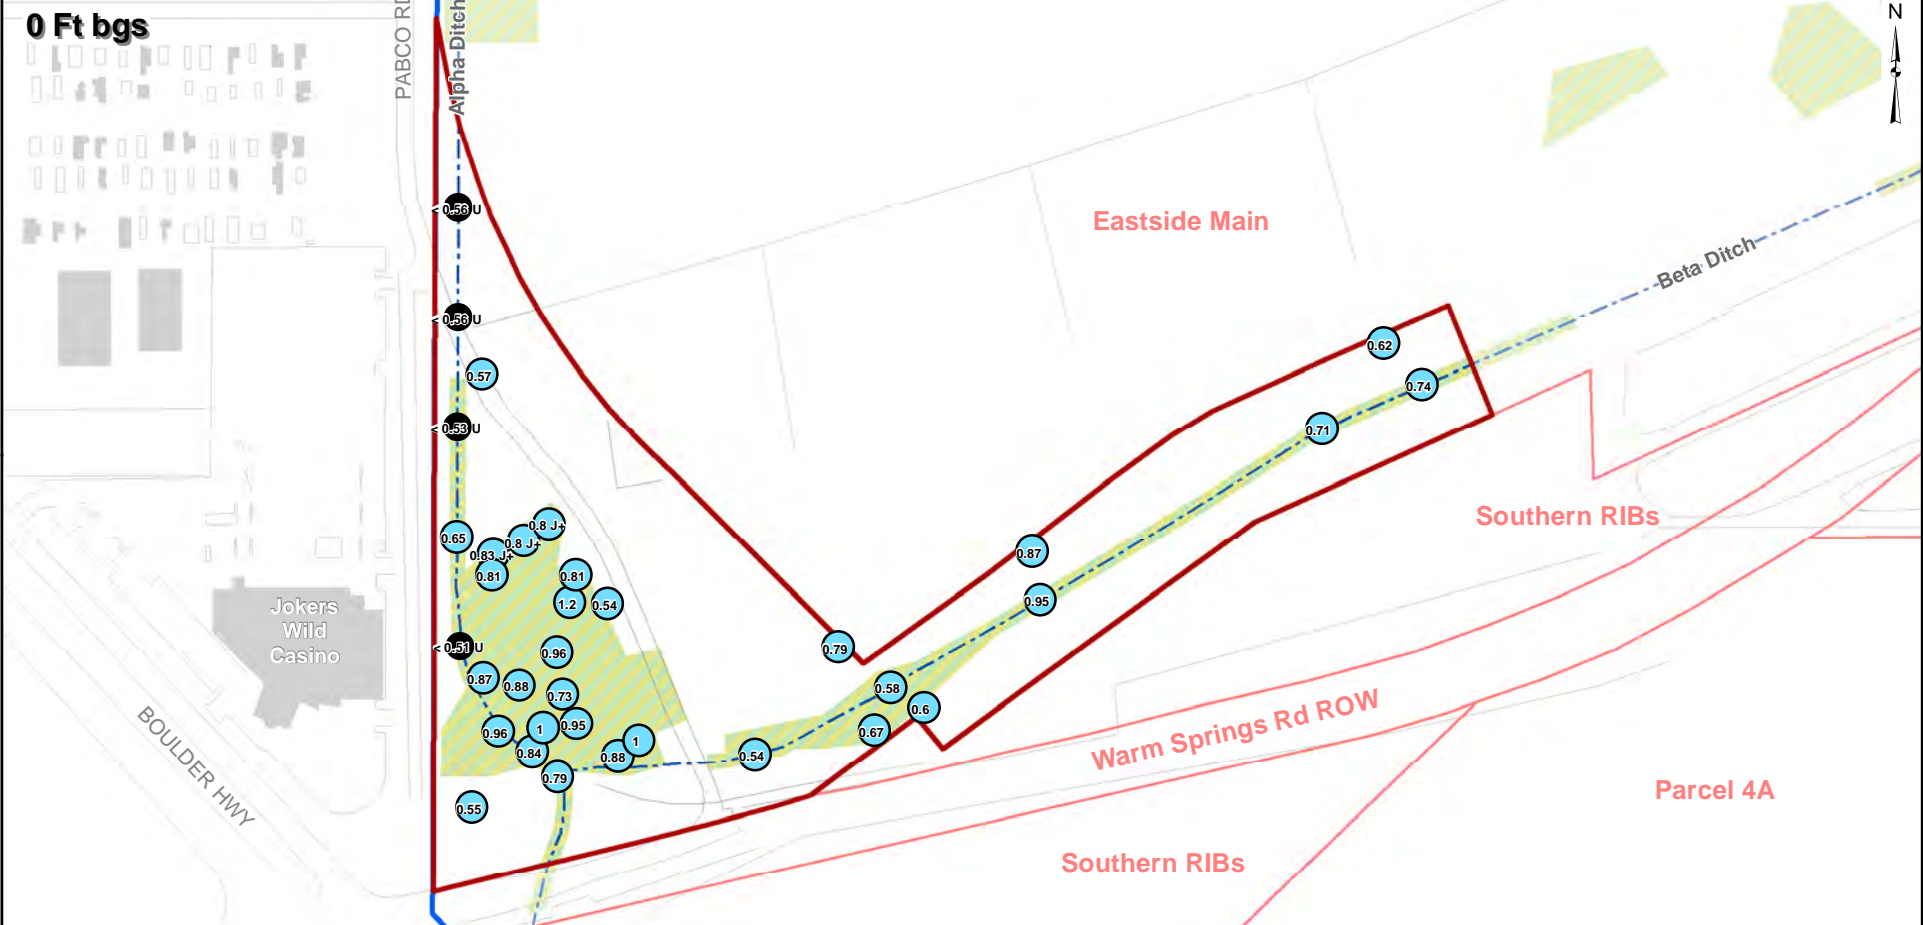 0 Ft bgs
PABCO RD
Alpha Ditch
N
< 0.56 U
Eastside Main
Beta Ditch
< 0.56 U
0.62
0.57
0.74
< 0.53 U
0.71
Southern RIBs
0.8 J+
0.65
0.8 J+
0.83 J+
0.87
0.81
0.81
1.2
0.54
0.95
Jokers
Wild
Casino
< 0.51 U
0.96
0.79
0.87
0.88
0.73
0.58
0.6
0.96
1
0.95
0.67
1
0.84
0.88
0.54
0.79
0.55
BOULDER HWY
Warm Springs Rd ROW
Parcel 4A
Southern RIBs